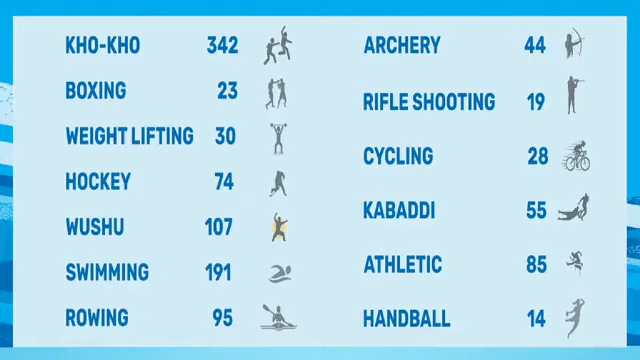 KHO-KHO 342
BOXING 23
WEIGHT LIFTING 30
HOCKEY 74
WUSHU 107
SWIMMING 191
ROWING 95
ARCHERY 44
RIFLE SHOOTING 19
CYCLING 28
KABADDI 55
ATHLETIC 85
HANDBALL 14